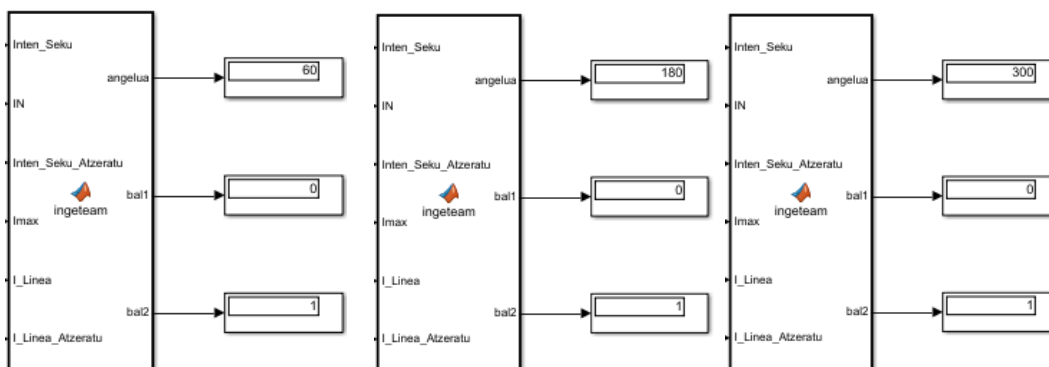 Inten_Seku
angelua
60
IN
Inten_Seku_Atzeratu
bal1
0
ingeteam
Imax
I_Linea
bal2
1
I_Linea_Atzeratu
Inten_Seku
angelua
180
IN
Inten_Seku_Atzeratu
bal1
0
ingeteam
Imax
I_Linea
bal2
1
I_Linea_Atzeratu
Inten_Seku
angelua
300
IN
Inten_Seku_Atzeratu
bal1
0
ingeteam
Imax
I_Linea
bal2
1
I_Linea_Atzeratu